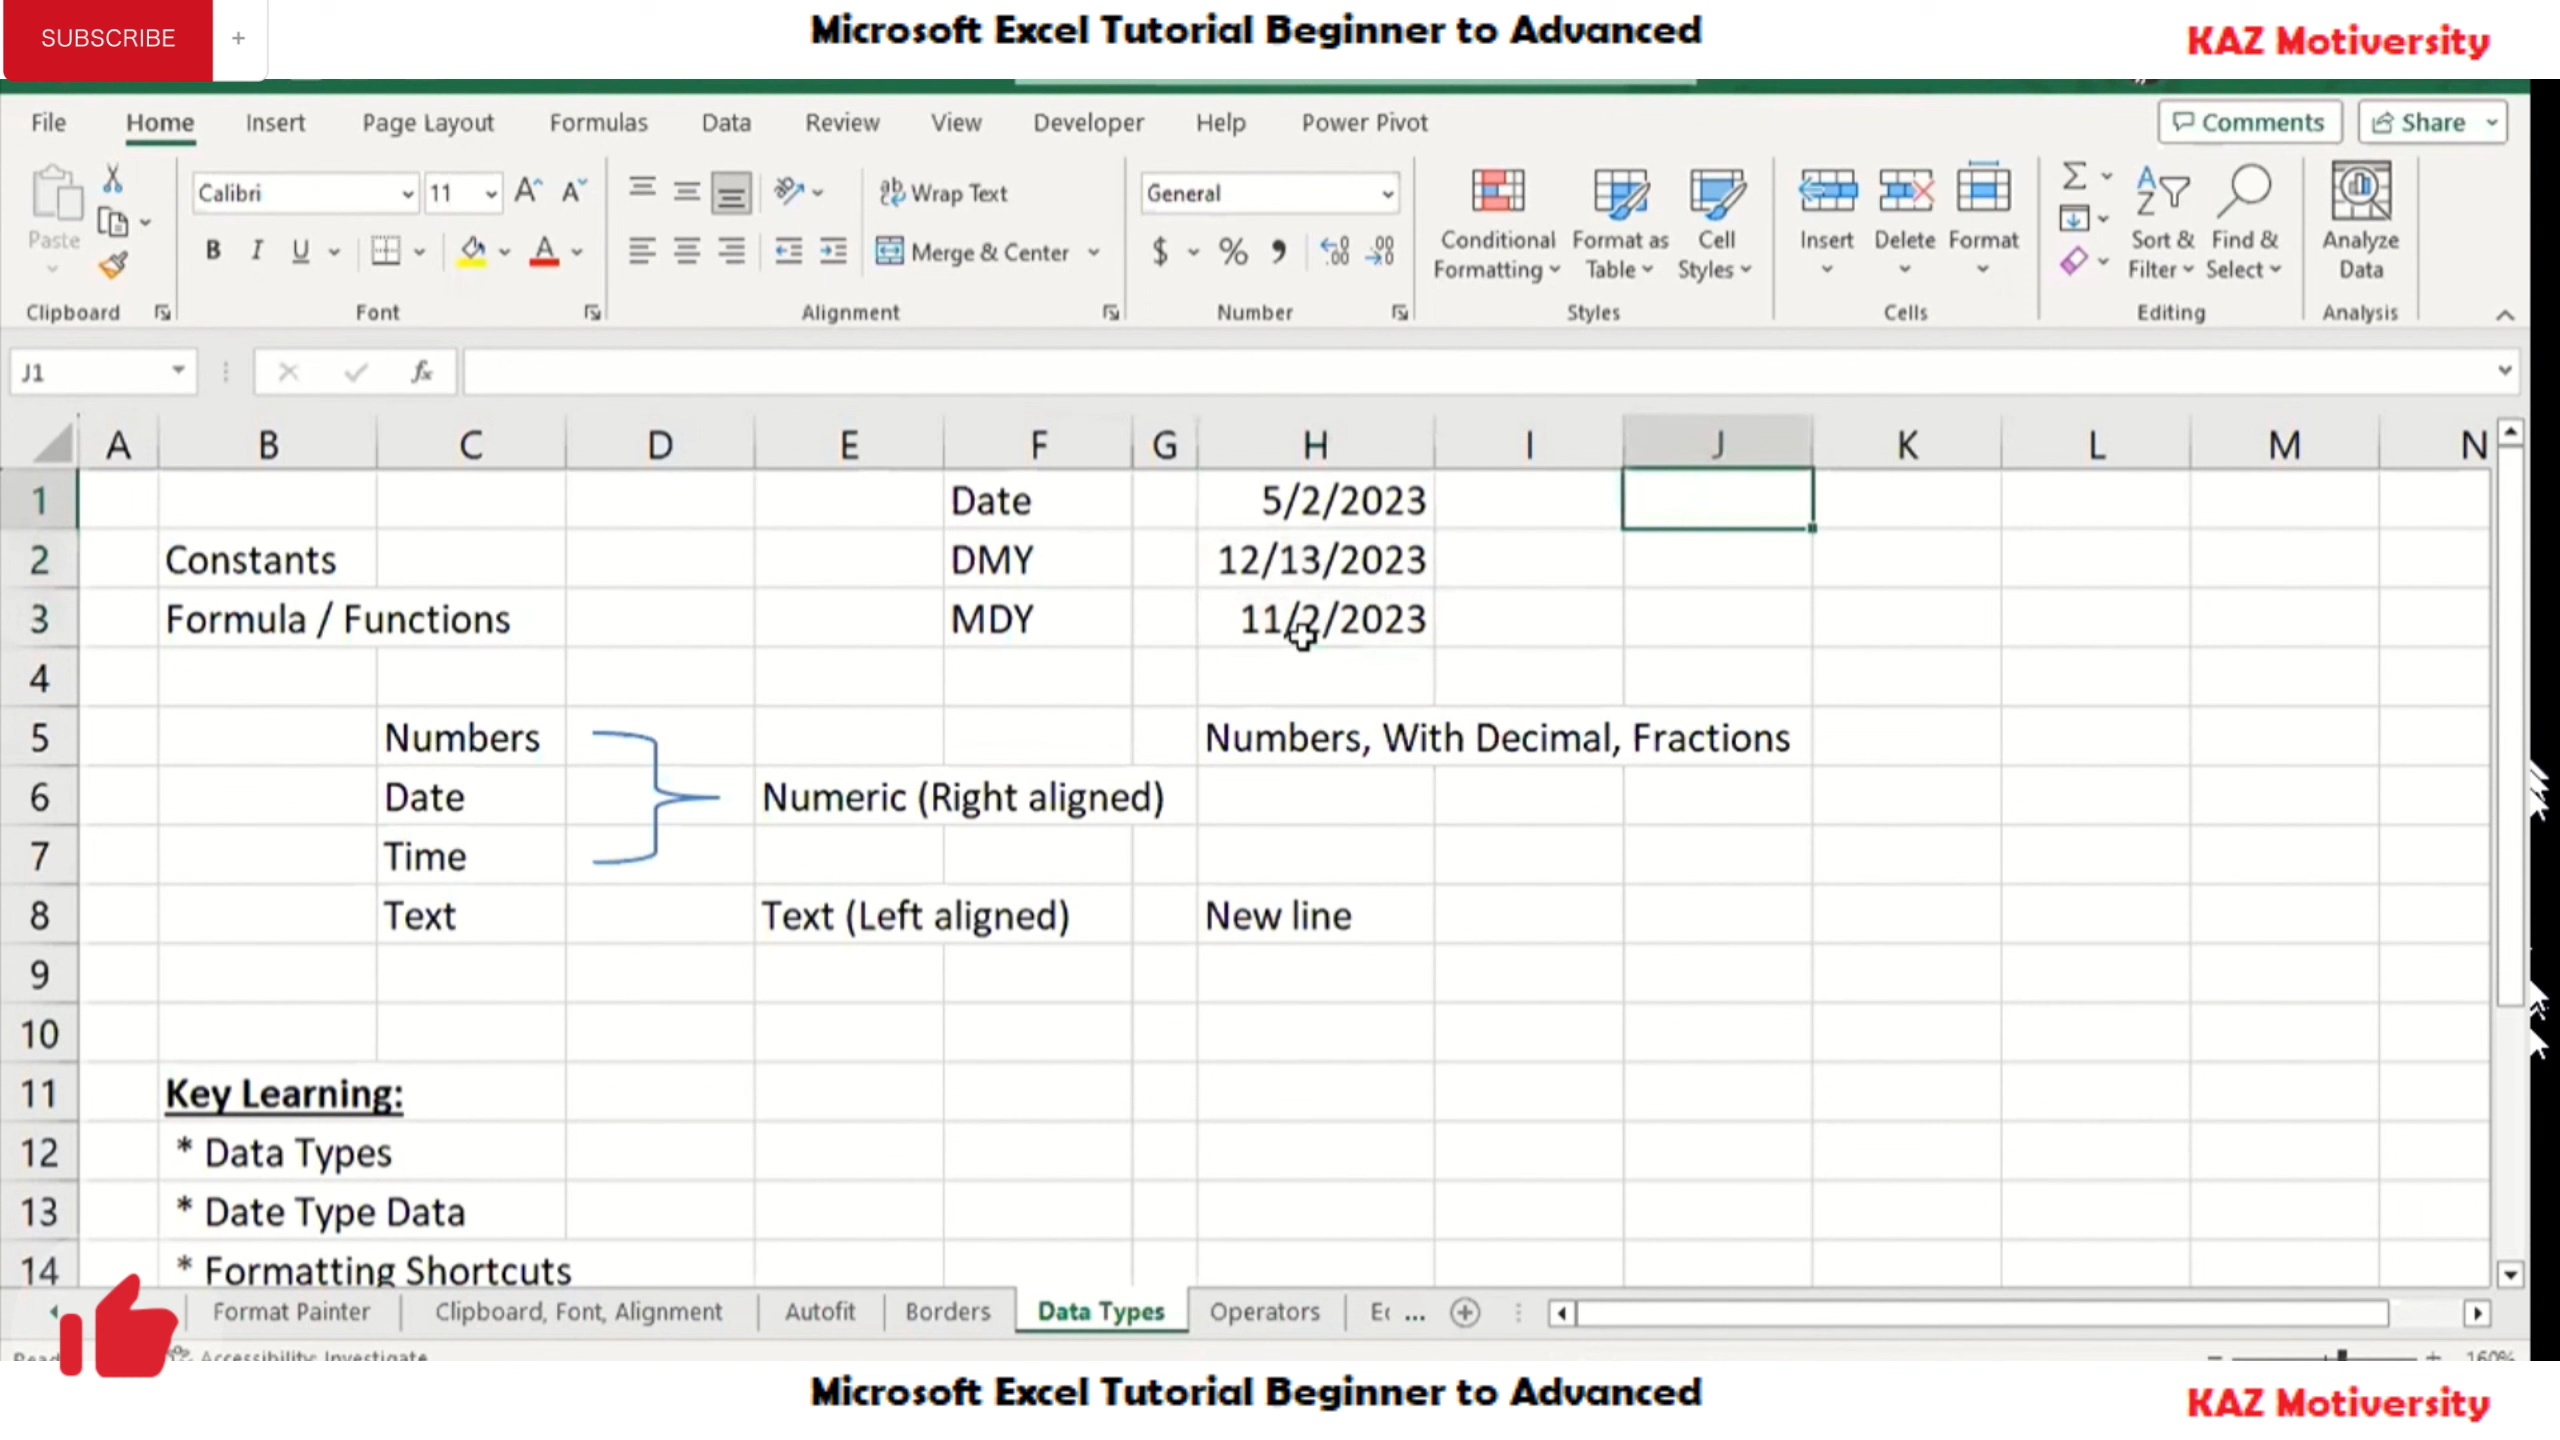 SUBSCRIBE +
Microsoft Excel Tutorial Beginner to Advanced
KAZ Motiversity
File Home Insert Page Layout Formulas Data Review View Developer Help Power Pivot Comments Share
Paste
Calibri 11
Wrap Text
General
Merge & Center
Conditional Formatting
Format as Table
Cell Styles
Insert
Delete
Format
Sort & Filter
Find & Select
Analyze Data
Clipboard Font Alignment Number Styles Cells Editing Analysis
J1 fx
A B C D E F G H I J K L M N
1 Date 5/2/2023
2 Constants DMY 12/13/2023
3 Formula / Functions MDY 11/2/2023
4
5 Numbers Numbers, With Decimal, Fractions
6 Date Numeric (Right aligned)
7 Time
8 Text Text (Left aligned) New line
9
10
11 Key Learning:
12 * Data Types
13 * Date Type Data
14 * Formatting Shortcuts
Format Painter Clipboard, Font, Alignment Autofit Borders Data Types Operators ...
Accessibility: Investigate 160%
Microsoft Excel Tutorial Beginner to Advanced
KAZ Motiversity